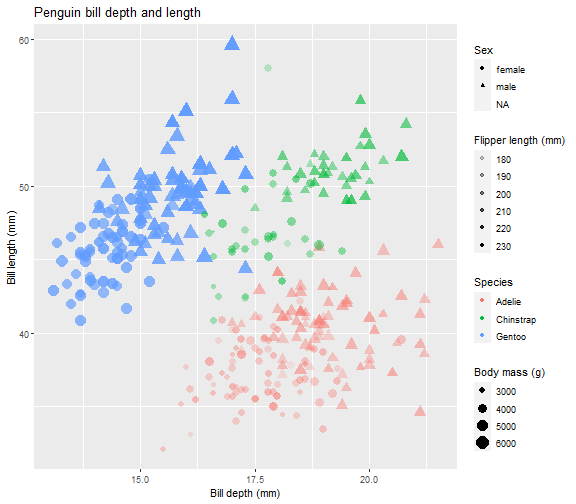 Penguin bill depth and length
60
50
40
Bill length (mm)
15.0
17.5
20.0
Bill depth (mm)
Sex
female
male
NA
Flipper length (mm)
180
190
200
210
220
230
Species
Adelie
Chinstrap
Gentoo
Body mass (g)
3000
4000
5000
6000